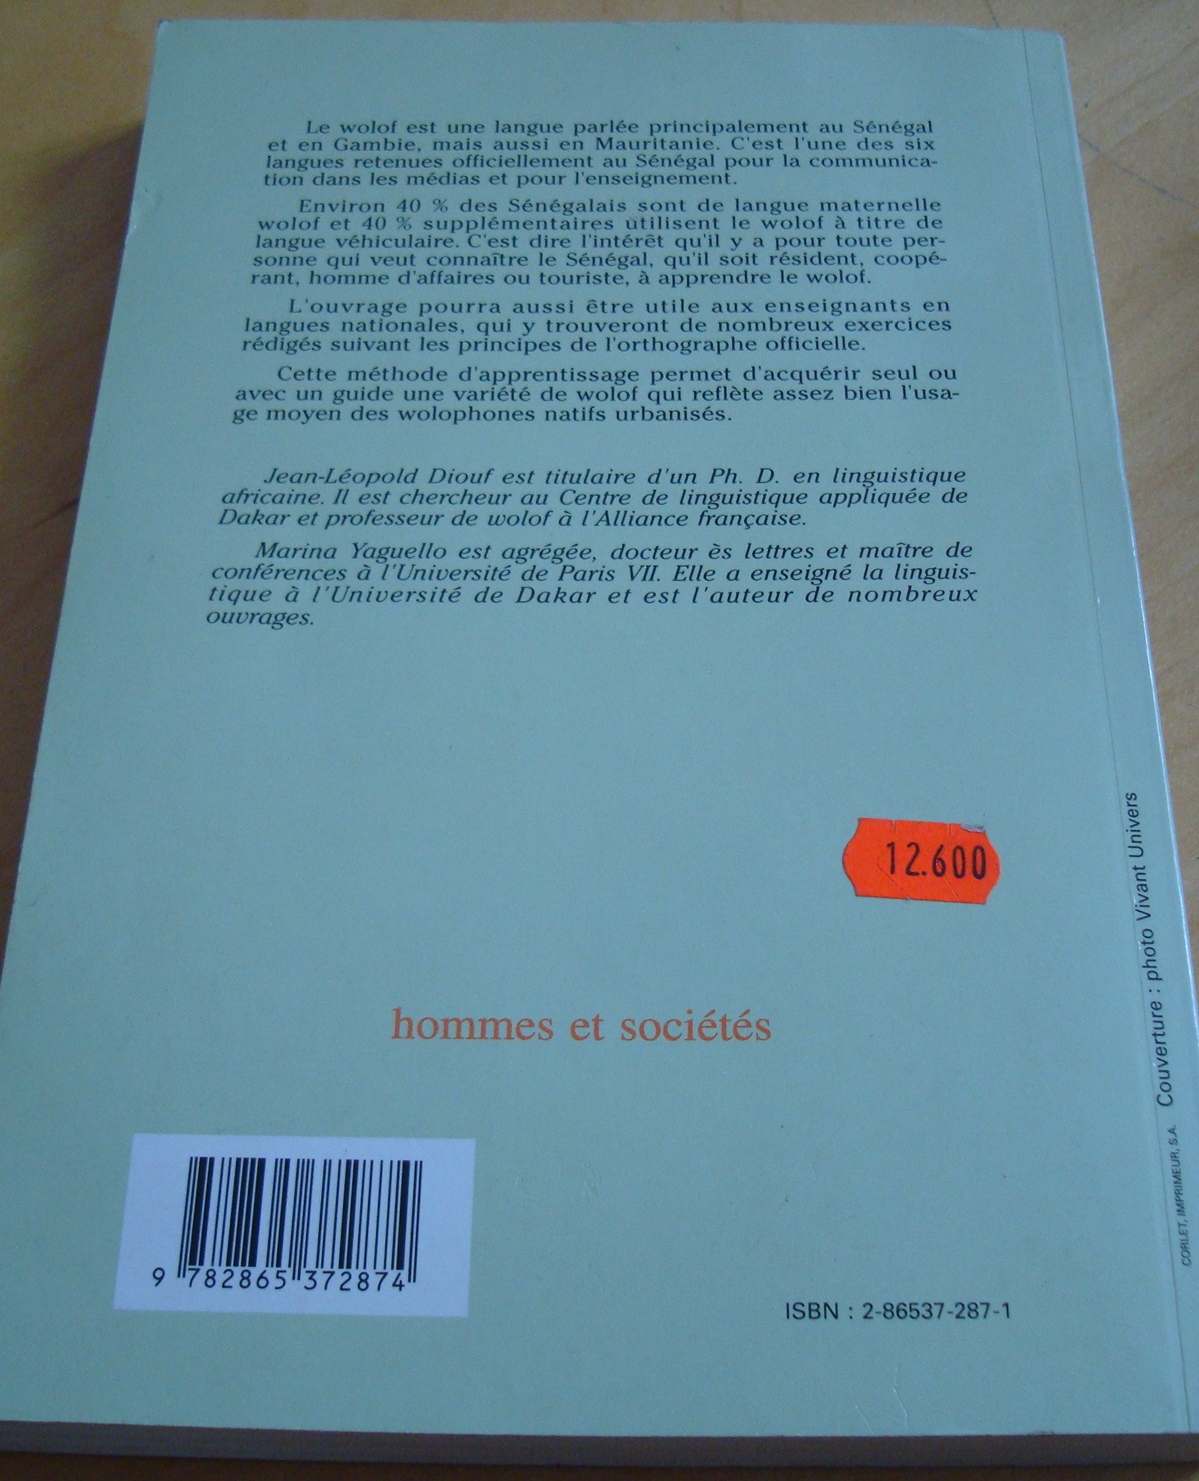 Le wolof est une langue parlée principalement au Sénégal
et en Gambie, mais aussi en Mauritanie. C'est l'une des six
langues retenues officiellement au Sénégal pour la communica-
tion dans les médias et pour l'enseignement.
Environ 40 % des Sénégalais sont de langue maternelle
wolof et 40 % supplémentaires utilisent le wolof à titre de
langue véhiculaire. C'est dire l'intérêt qu'il y a pour toute per-
sonne qui veut connaître le Sénégal, qu'il soit résident, coopé-
rant, homme d'affaires ou touriste, à apprendre le wolof.
L'ouvrage pourra aussi être utile aux enseignants en
langues nationales, qui y trouveront de nombreux exercices
rédigés suivant les principes de l'orthographe officielle.
Cette méthode d'apprentissage permet d'acquérir seul ou
avec un guide une variété de wolof qui reflète assez bien l'usa-
ge moyen des wolophones natifs urbanisés.
Jean-Léopold Diouf est titulaire d'un Ph. D. en linguistique
africaine. Il est chercheur au Centre de linguistique appliquée de
Dakar et professeur de wolof à l'Alliance française.
Marina Yaguello est agrégée, docteur ès lettres et maître de
conférences à l'Université de Paris VII. Elle a enseigné la linguis-
tique à l'Université de Dakar et est l'auteur de nombreux
ouvrages.
12.600
hommes et sociétés
9 782865 372874
ISBN : 2-86537-287-1
CORLET, IMPRIMEUR, S.A. Couverture : photo Vivant Univers